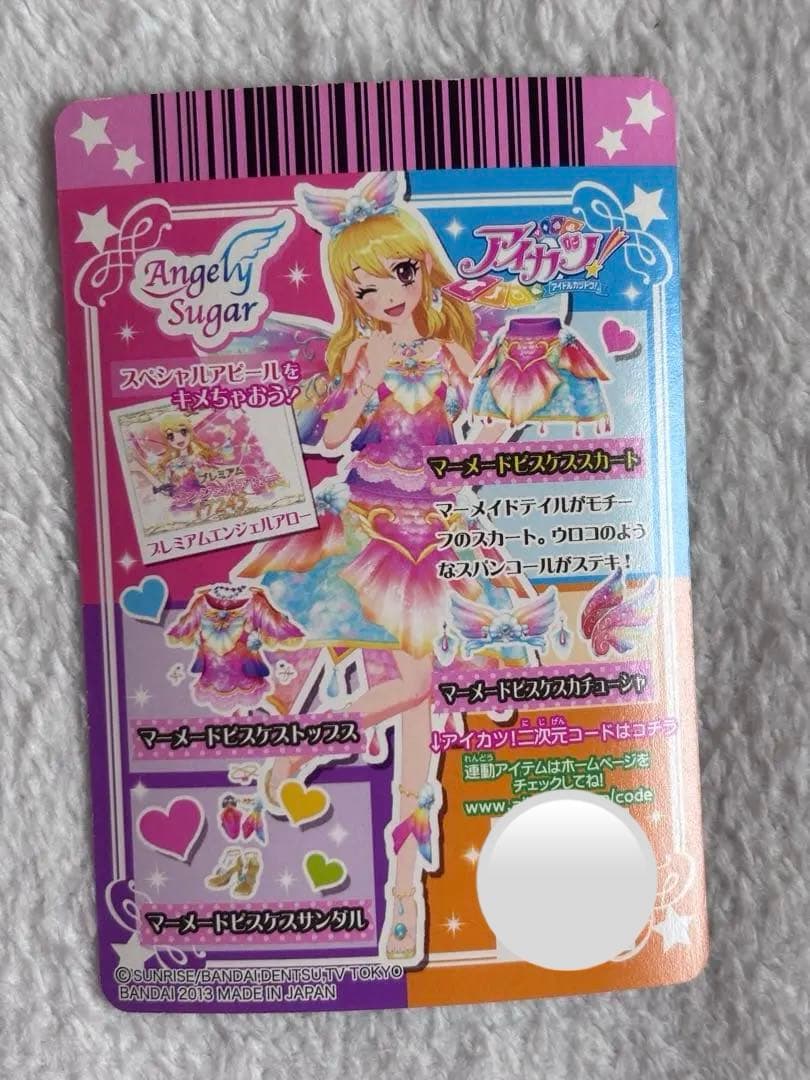 Angely
Sugar
アイカツ!
アイドルカツドウ!
スペシャルアピールを
キメちゃおう!
プレミアム
プレミアムエンジェルアロー
マーメードピスケススカート
マーメイドテイルがモチー
フのスカート。ウロコのよう
なスパンコールがステキ!
マーメードピスケストップス
マーメードピスケスカチューシャ
↓アイカツ!二次元コードはコチラ
にじげん
れんどう
連動アイテムはホームページを
チェックしてね!
www.
/code
マーメードピスケスサンダル
©SUNRISE/BANDAI,DENTSU,TV TOKYO
BANDAI 2013 MADE IN JAPAN